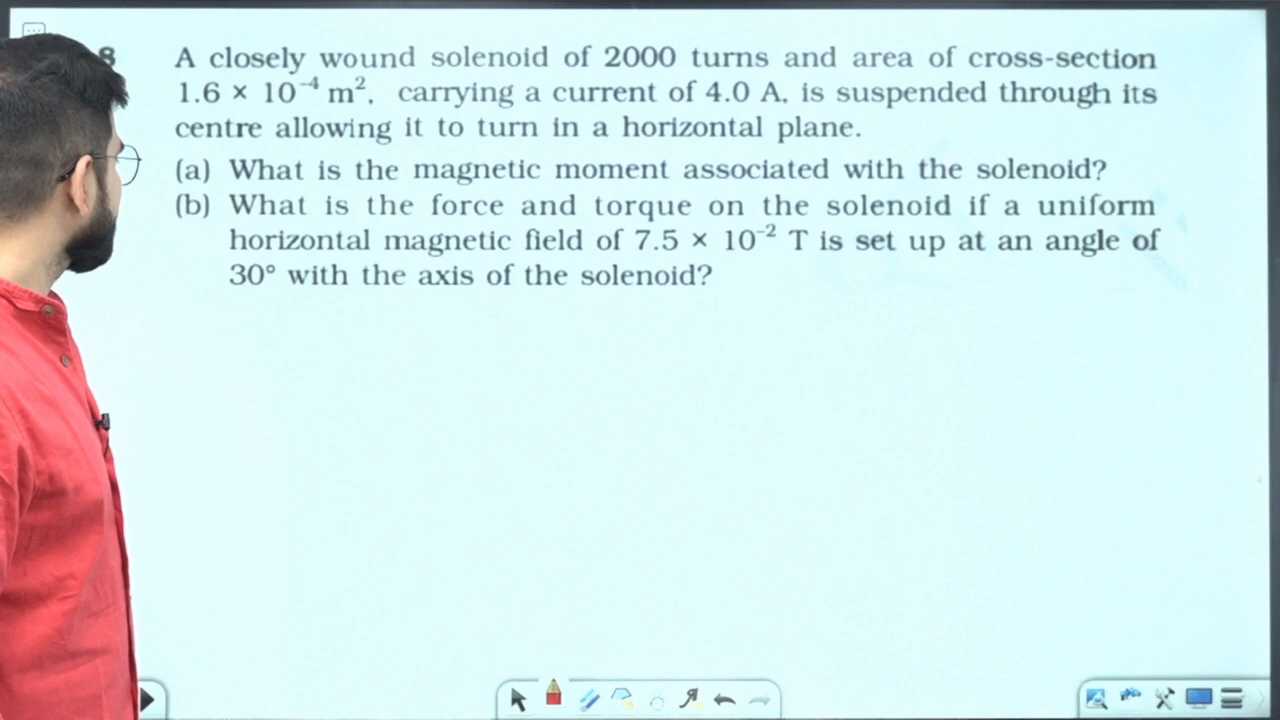 8 A closely wound solenoid of 2000 turns and area of cross-section
1.6 × 10⁻⁴ m², carrying a current of 4.0 A, is suspended through its
centre allowing it to turn in a horizontal plane.
(a) What is the magnetic moment associated with the solenoid?
(b) What is the force and torque on the solenoid if a uniform
horizontal magnetic field of 7.5 × 10⁻² T is set up at an angle of
30° with the axis of the solenoid?